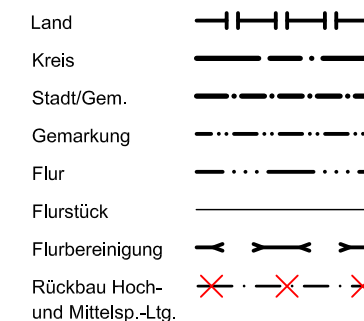 Land
Kreis
Stadt/Gem.
Gemarkung
Flur
Flurstück
Flurbereinigung
Rückbau Hoch-
und Mittelsp.-Ltg.